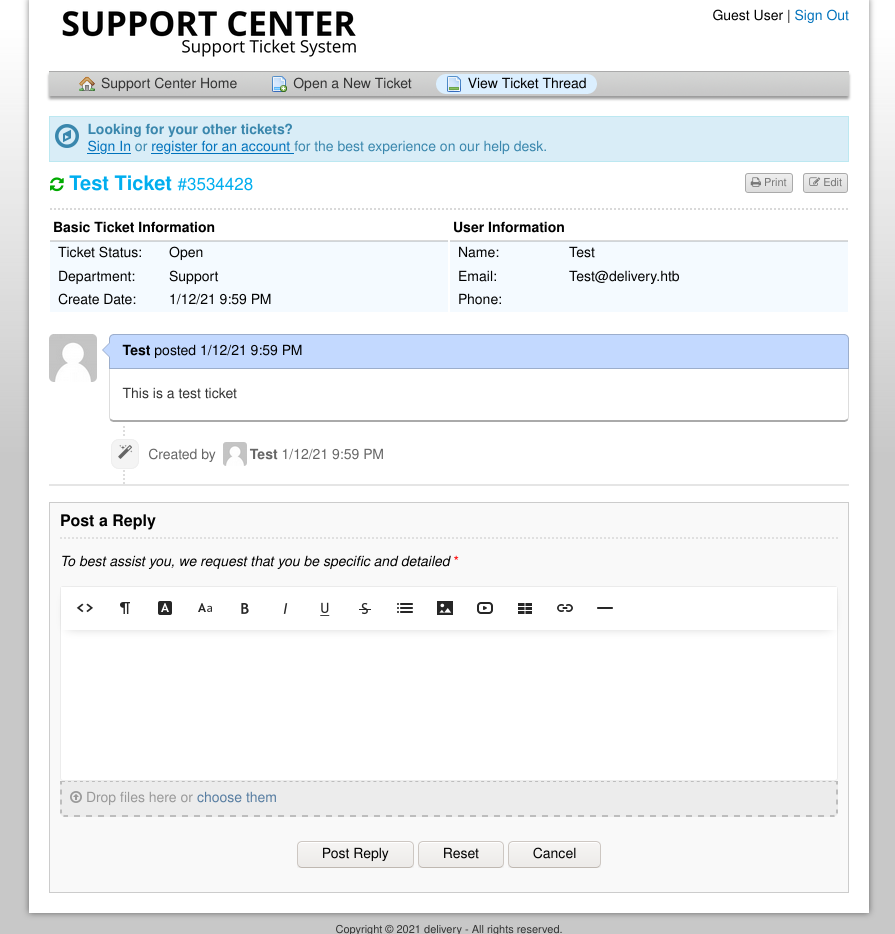 SUPPORT CENTER
Support Ticket System
Guest User | Sign Out
Support Center Home Open a New Ticket View Ticket Thread
Looking for your other tickets?
Sign In or register for an account for the best experience on our help desk.
Test Ticket #3534428
Print Edit
Basic Ticket Information User Information
Ticket Status: Open Name: Test
Department: Support Email: Test@delivery.htb
Create Date: 1/12/21 9:59 PM Phone:
Test posted 1/12/21 9:59 PM
This is a test ticket
Created by Test 1/12/21 9:59 PM
Post a Reply
To best assist you, we request that you be specific and detailed *
<> ¶ A Aa B I U S
Drop files here or choose them
Post Reply Reset Cancel
Copyright © 2021 delivery - All rights reserved.